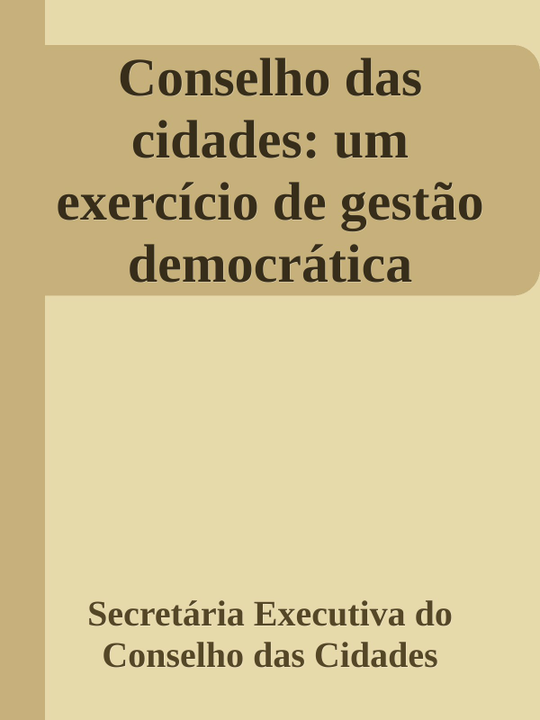 Conselho das
cidades: um
exercício de gestão
democrática
Secretária Executiva do
Conselho das Cidades